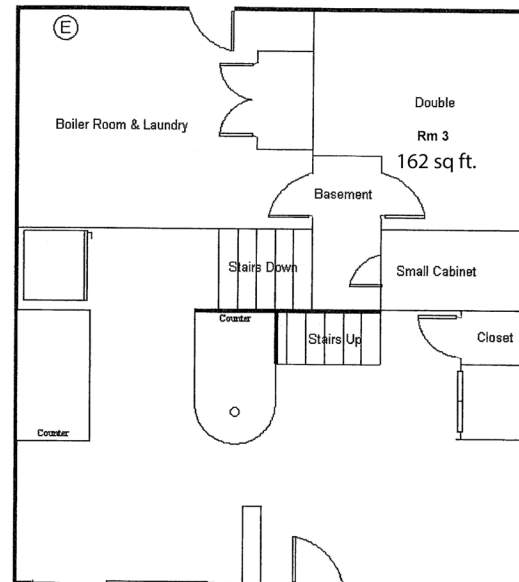 E
Double
Boiler Room & Laundry
Rm 3
162 sq ft.
Basement
Stairs Down
Small Cabinet
Counter
Stairs Up
Closet
Counter